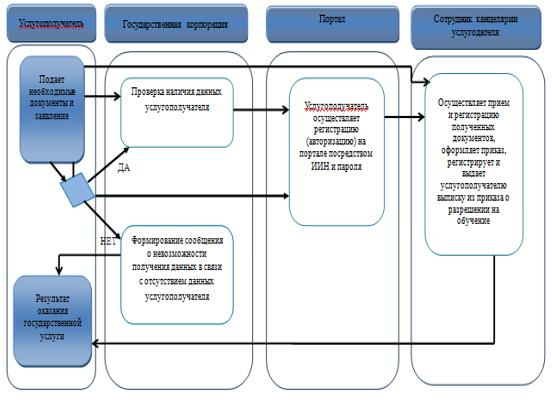 Услугополучатель
Государственная корпорация
Портал
Сотрудник канцелярии
услугодателя
Подает
необходимые
документы и
заявление
Проверка наличия данных
услугополучателя
Услугополучатель
осуществляет
регистрацию
(авторизацию) на
портале посредством
ИИН и пароля
Осуществляет прием
и регистрацию
полученных
документов,
оформляет приказ,
регистрирует и
выдает
услугополучателю
выписку из приказа о
разрешении на
обучение
ДА
НЕТ
Формирование сообщения
о невозможности
получения данных в связи
с отсутствием данных
услугополучателя
Результат
оказания
государственной
услуги